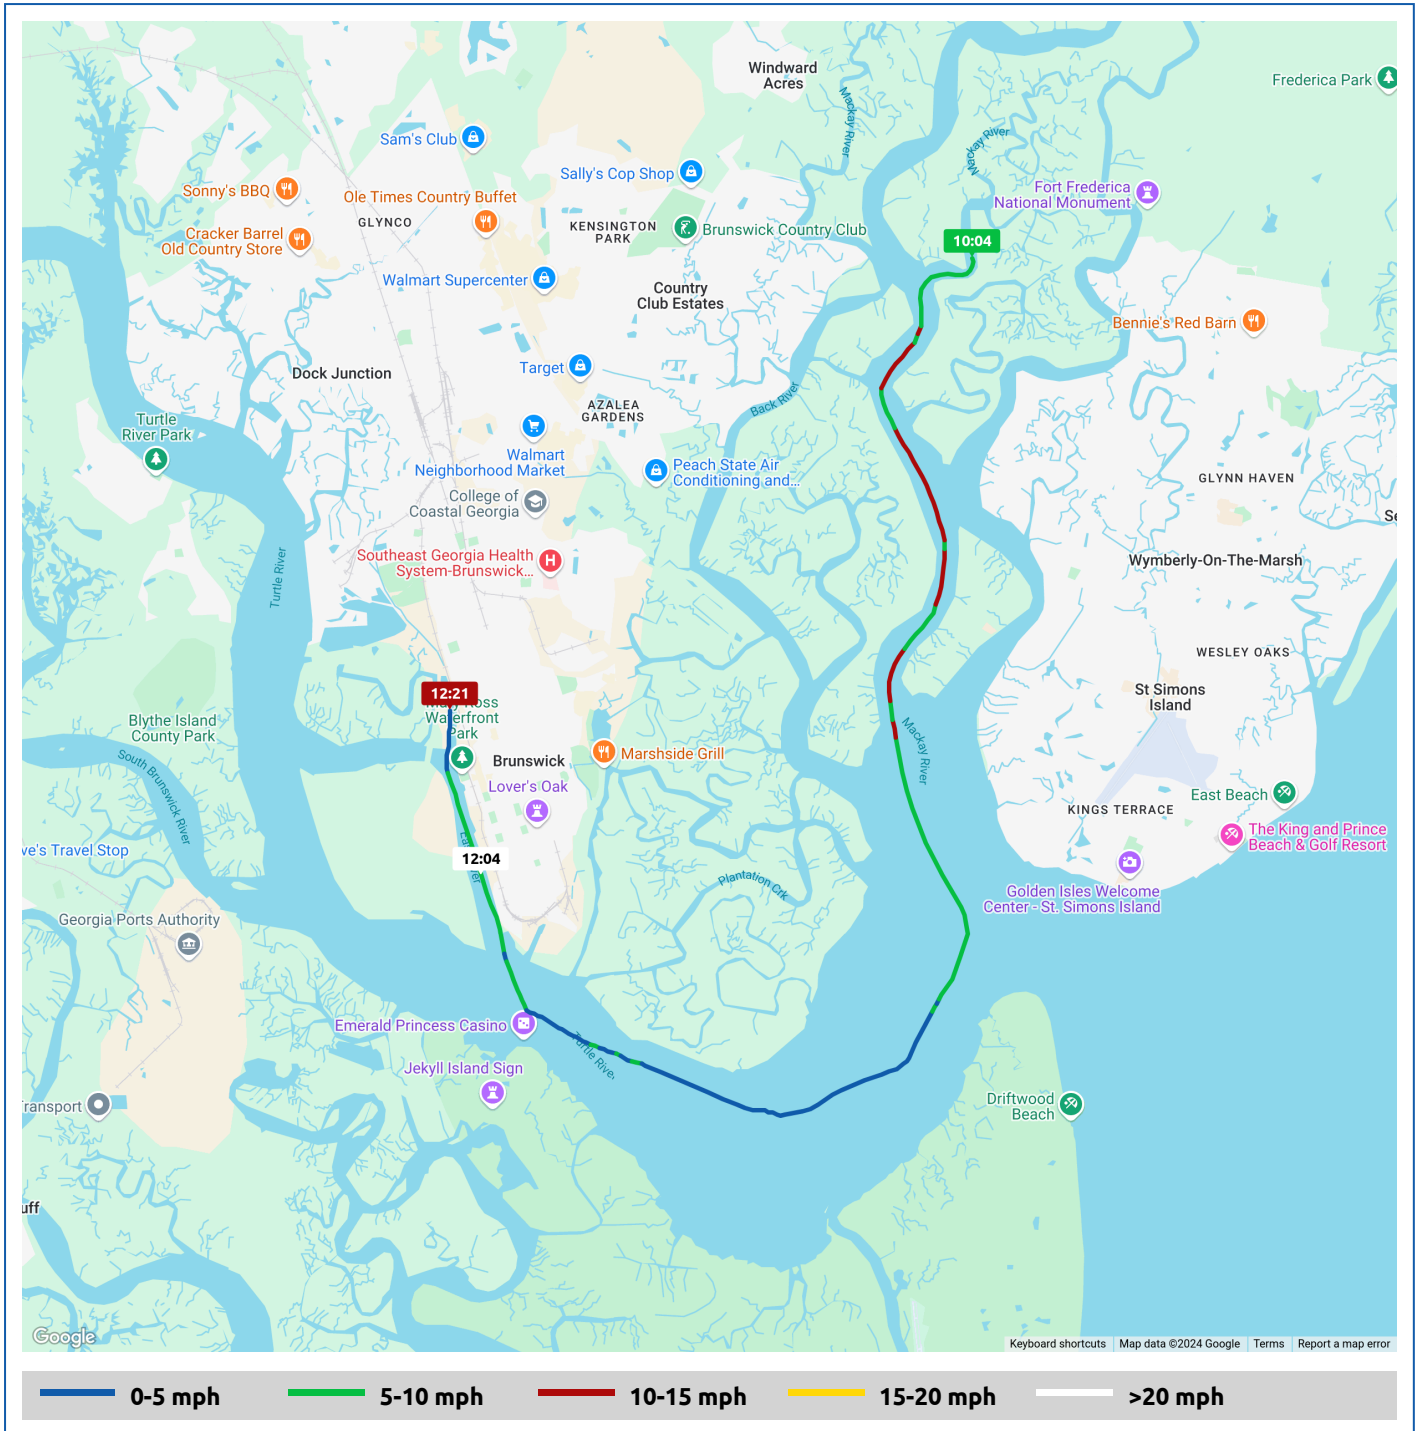 Windward
Acres
Frederica Park
Mackay River
Mackay River
Sam's Club
Sally's Cop Shop
Fort Frederica
National Monument
Sonny's BBQ
Ole Times Country Buffet
GLYNCO
KENSINGTON
PARK
Brunswick Country Club
Cracker Barrel
Old Country Store
10:04
Walmart Supercenter
Country
Club Estates
Bennie's Red Barn
Target
Dock Junction
Back River
AZALEA
GARDENS
Turtle
River Park
Walmart
Neighborhood Market
Peach State Air
Conditioning and...
GLYNN HAVEN
College of
Coastal Georgia
Se
Southeast Georgia Health
System-Brunswick...
Wymberly-On-The-Marsh
Turtle River
WESLEY OAKS
12:21
St Simons
Island
Waterfront
Park
Blythe Island
County Park
Mackay River
South Brunswick River
Brunswick
Marshside Grill
Lover's Oak
East Beach
KINGS TERRACE
The King and Prince
Beach & Golf Resort
ve's Travel Stop
12:04
Plantation Crk
Golden Isles Welcome
Center - St. Simons Island
Georgia Ports Authority
Emerald Princess Casino
Turtle River
Jekyll Island Sign
Driftwood
Beach
Transport
uff
Google
Keyboard shortcuts
Map data ©2024 Google
Terms
Report a map error
0-5 mph
5-10 mph
10-15 mph
15-20 mph
>20 mph